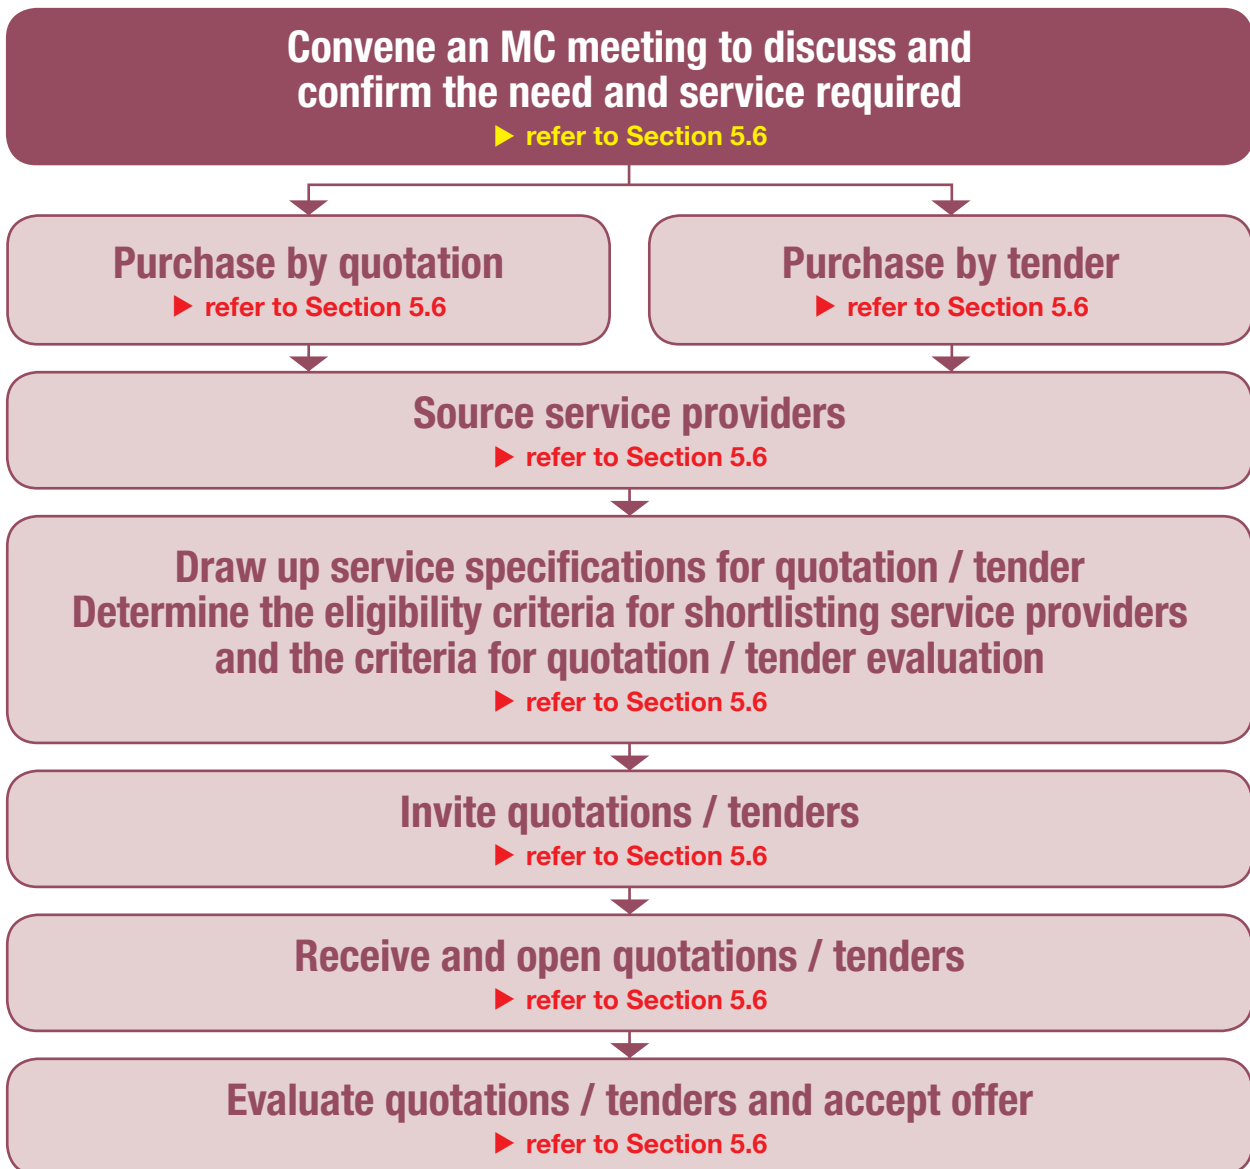 Convene an MC meeting to discuss and
confirm the need and service required
▶ refer to Section 5.6
Purchase by quotation
▶ refer to Section 5.6
Purchase by tender
▶ refer to Section 5.6
Source service providers
▶ refer to Section 5.6
Draw up service specifications for quotation / tender
Determine the eligibility criteria for shortlisting service providers
and the criteria for quotation / tender evaluation
▶ refer to Section 5.6
Invite quotations / tenders
▶ refer to Section 5.6
Receive and open quotations / tenders
▶ refer to Section 5.6
Evaluate quotations / tenders and accept offer
▶ refer to Section 5.6